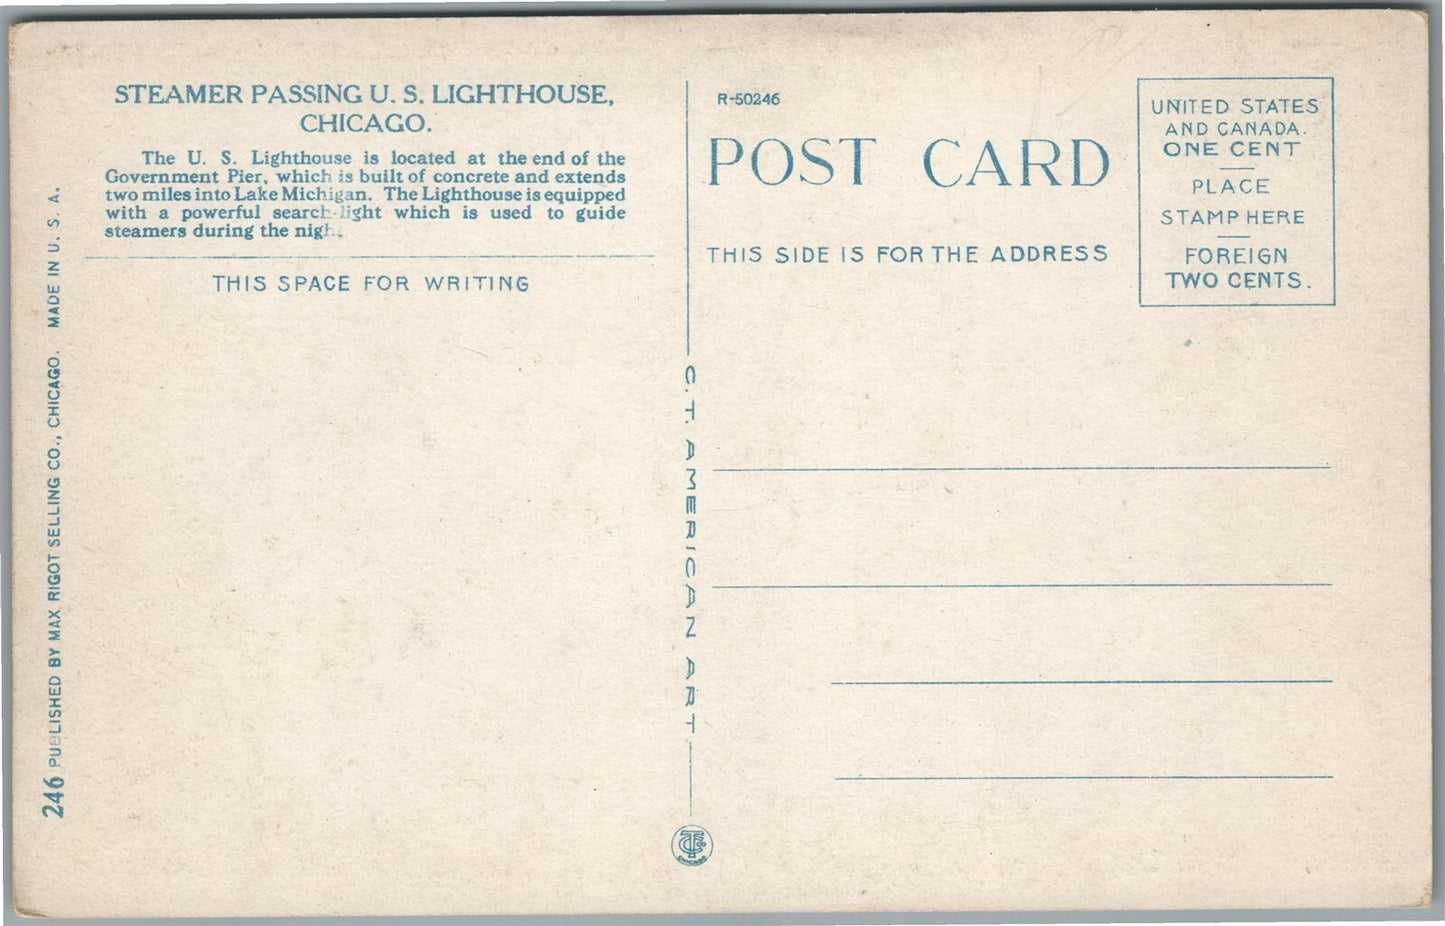 STEAMER PASSING U. S. LIGHTHOUSE,
CHICAGO.
The U. S. Lighthouse is located at the end of the
Government Pier, which is built of concrete and extends
two miles into Lake Michigan. The Lighthouse is equipped
with a powerful search-light which is used to guide
steamers during the night.
THIS SPACE FOR WRITING
246 PUBLISHED BY MAX RIGOT SELLING CO., CHICAGO. MADE IN U. S. A.
C. T. AMERICAN ART
CHICAGO
R-50246
POST CARD
THIS SIDE IS FOR THE ADDRESS
UNITED STATES
AND CANADA.
ONE CENT
PLACE
STAMP HERE
FOREIGN
TWO CENTS.